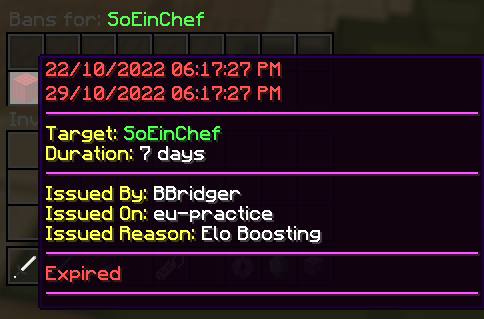 Bans for: SoEinChef
22/10/2022 06:17:27 PM
29/10/2022 06:17:27 PM
Target: SoEinChef
Duration: 7 days
Issued By: BBridger
Issued On: eu-practice
Issued Reason: Elo Boosting
Expired